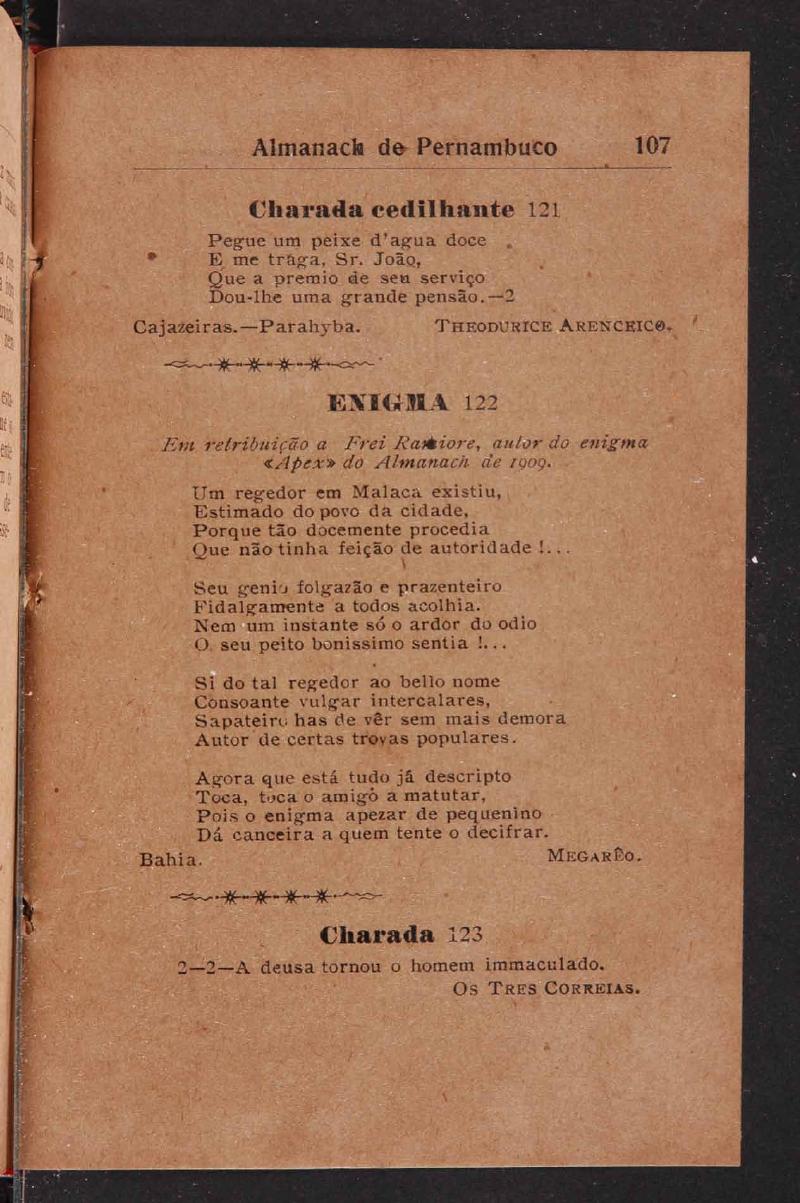 Almanach de Pernambuco 107
Charada cedilhante 121
Pegue um peixe d'agua doce
E me traga, Sr. João,
Que a premio de seu serviço
Dou-lhe uma grande pensão.—2
Cajazeiras.—Parahyba. THEODURICE ARENCRICO.
ENIGMA 122
Em retribuição a Frei autor do enigma
«Apex» do Almanach de 1909.
Um regedor em Malaca existiu,
Estimado do povo da cidade,
Porque tão docemente procedia
Que não tinha feição de autoridade !...
Seu genio folgazão e prazenteiro
Fidalgamente a todos acolhia.
Nem um instante só o ardor do odio
O seu peito bonissimo sentia !...
Si do tal regedor ao bello nome
Consoante vulgar intercalares,
Sapateiro has de vêr sem mais demora
Autor de certas trovas populares.
Agora que está tudo já descripto
Toca, toca o amigo a matutar,
Pois o enigma apezar de pequenino
Dá canceira a quem tente o decifrar.
Bahia. MEGARÊO.
Charada 123
2—2—A deusa tornou o homem immaculado.
OS TRES CORREIAS.